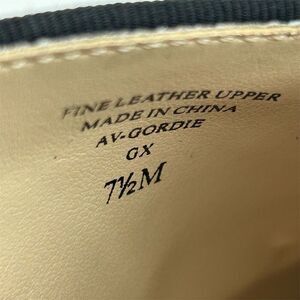 FINE LEATHER UPPER
MADE IN CHINA
AV-GORDIE
GX
7½M